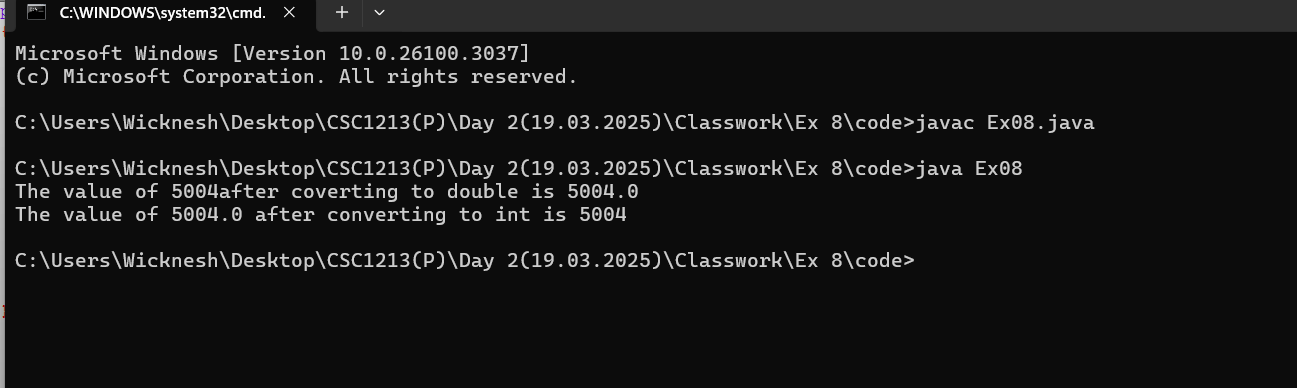 C:\WINDOWS\system32\cmd.
Microsoft Windows [Version 10.0.26100.3037]
(c) Microsoft Corporation. All rights reserved.
C:\Users\Wicknesh\Desktop\CSC1213(P)\Day 2(19.03.2025)\Classwork\Ex 8\code>javac Ex08.java
C:\Users\Wicknesh\Desktop\CSC1213(P)\Day 2(19.03.2025)\Classwork\Ex 8\code>java Ex08
The value of 5004after coverting to double is 5004.0
The value of 5004.0 after converting to int is 5004
C:\Users\Wicknesh\Desktop\CSC1213(P)\Day 2(19.03.2025)\Classwork\Ex 8\code>